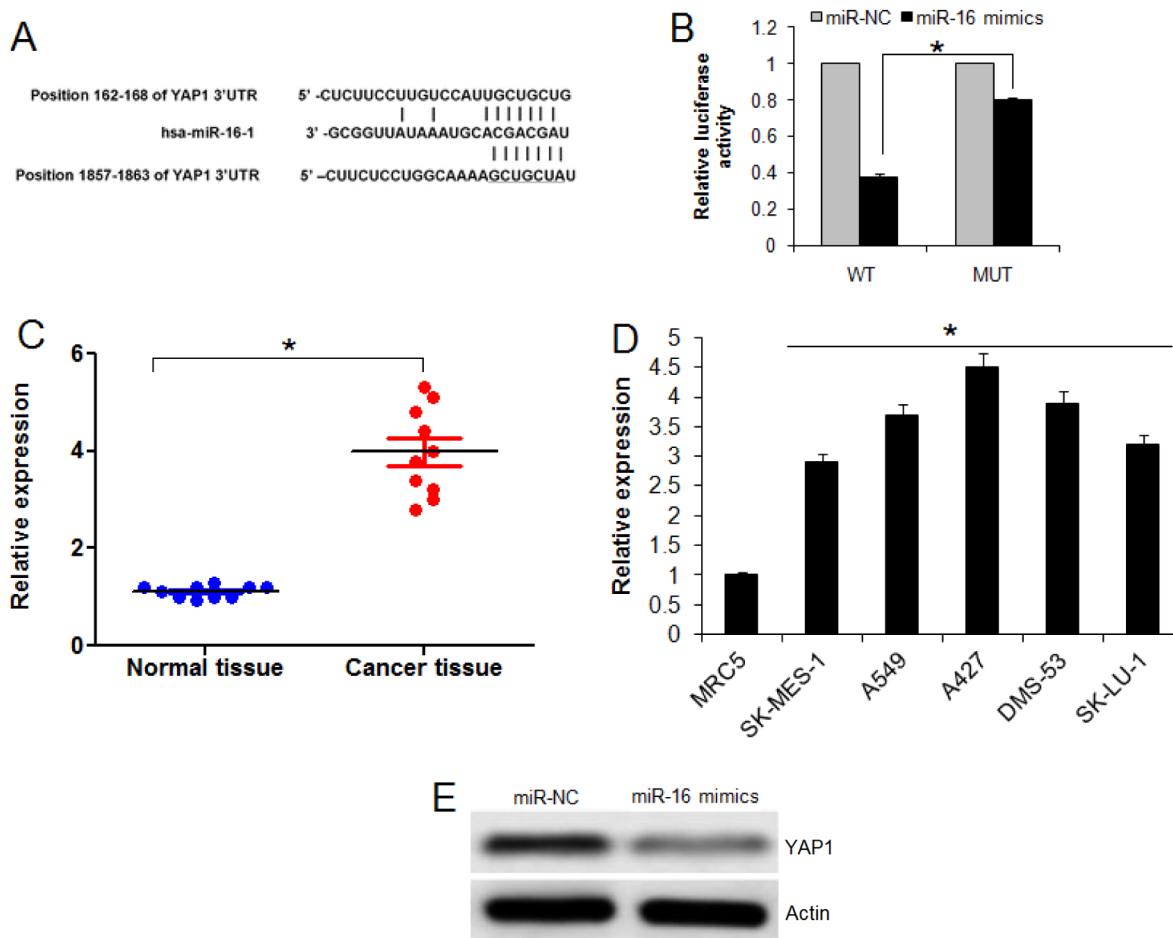 A
Position 162-168 of YAP1 3'UTR 5' -CUCUUCCUUGUCCAUUGCUGCUG
hsa-miR-16-1 3' -GCGGUUAUAAAUGCACGACGAU
Position 1857-1863 of YAP1 3'UTR 5' –CUUCUCCUGGCAAAAGCUGCUAU
B
miR-NC miR-16 mimics
*
1.2
1
0.8
0.6
0.4
0.2
0
Relative luciferase
activity
WT MUT
C
*
6
4
2
0
Relative expression
Normal tissue Cancer tissue
D
*
5
4.5
4
3.5
3
2.5
2
1.5
1
0.5
0
Relative expression
MRC5
SK-MES-1
A549
A427
DMS-53
SK-LU-1
E
miR-NC miR-16 mimics
YAP1
Actin